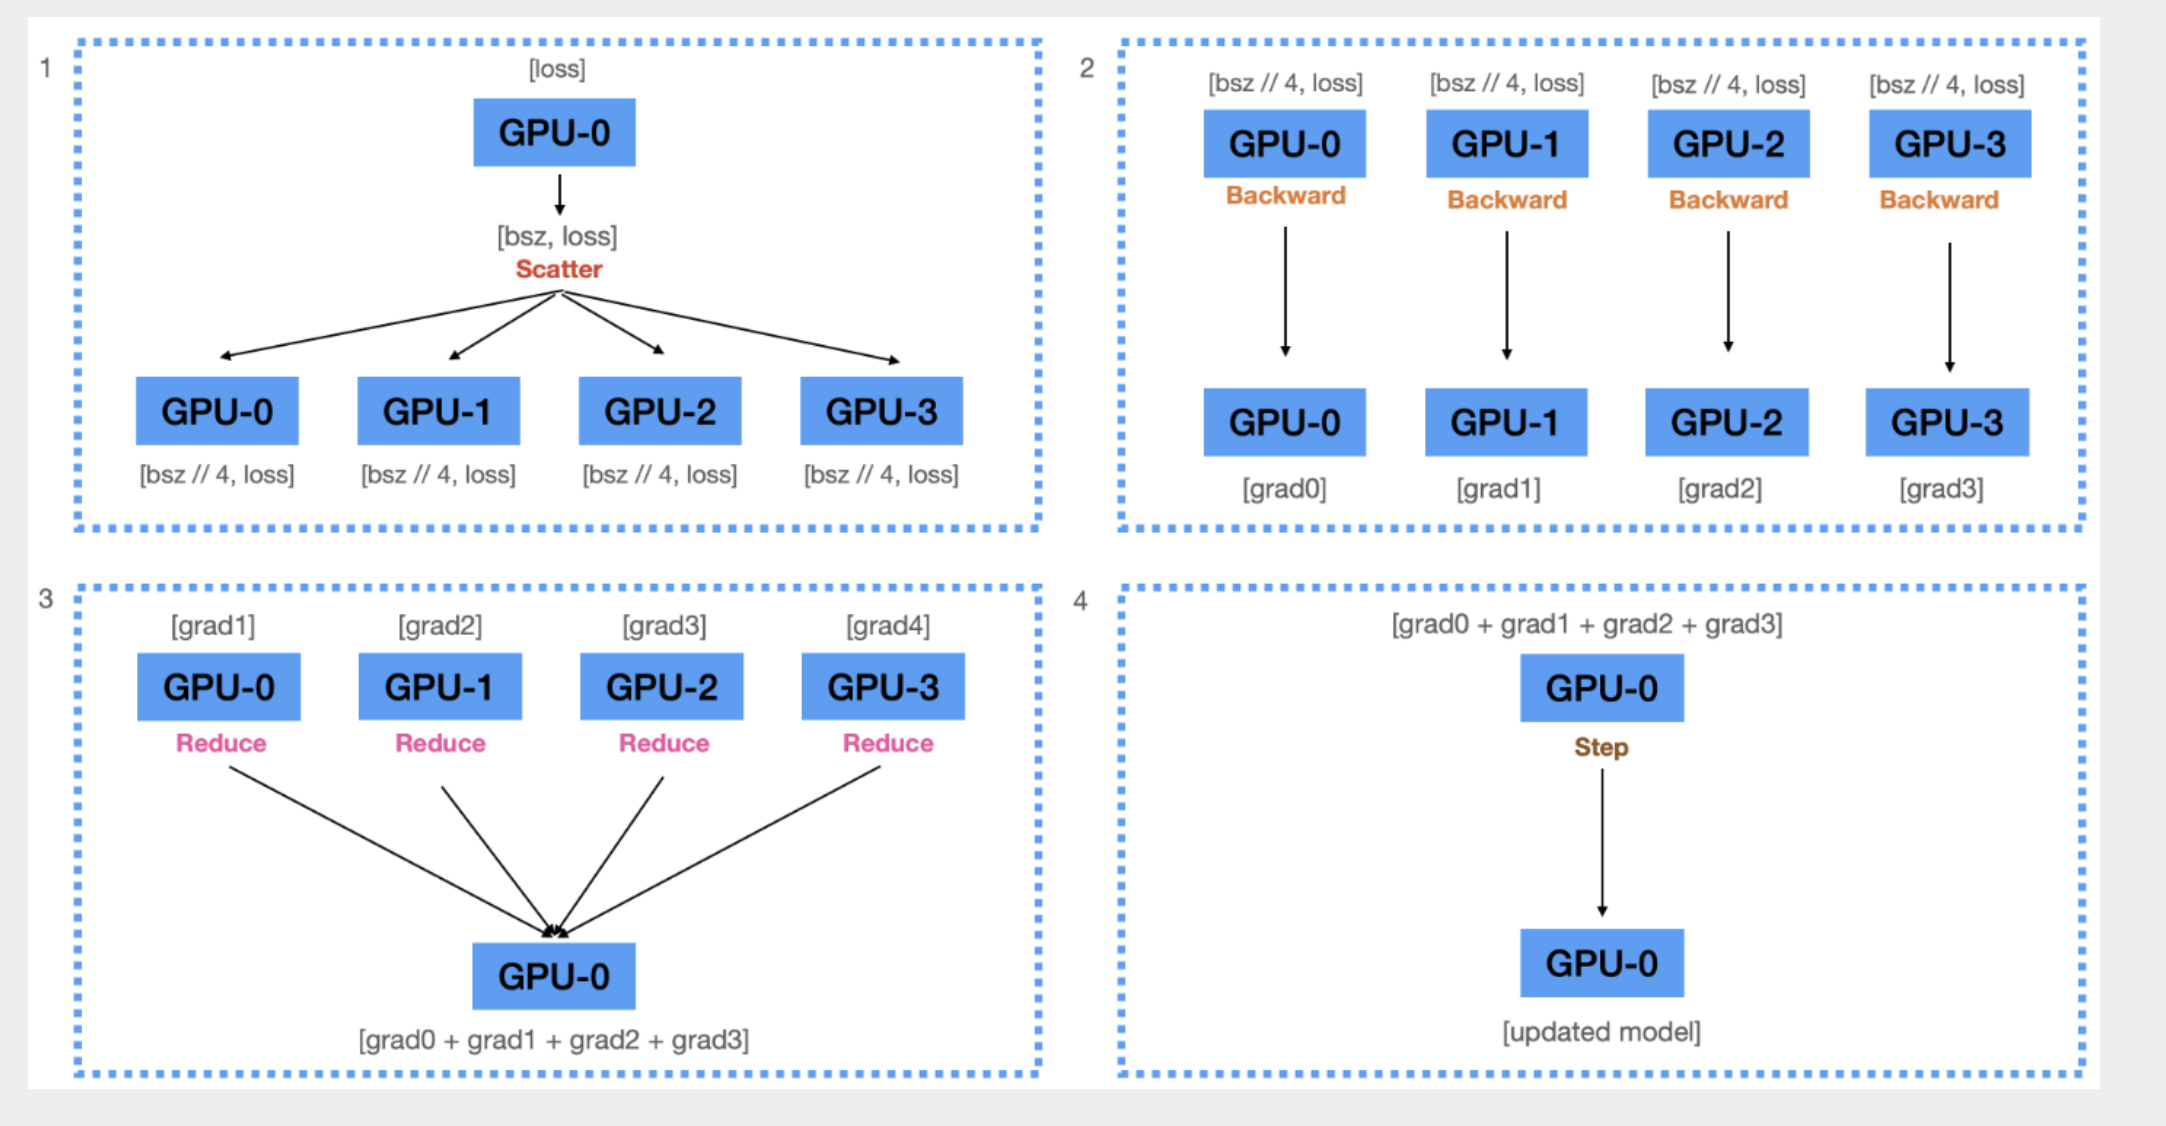 1
[loss]
GPU-0
[bsz, loss]
Scatter
GPU-0 GPU-1 GPU-2 GPU-3
[bsz // 4, loss] [bsz // 4, loss] [bsz // 4, loss] [bsz // 4, loss]
2
[bsz // 4, loss] [bsz // 4, loss] [bsz // 4, loss] [bsz // 4, loss]
GPU-0 GPU-1 GPU-2 GPU-3
Backward Backward Backward Backward
GPU-0 GPU-1 GPU-2 GPU-3
[grad0] [grad1] [grad2] [grad3]
3
[grad1] [grad2] [grad3] [grad4]
GPU-0 GPU-1 GPU-2 GPU-3
Reduce Reduce Reduce Reduce
GPU-0
[grad0 + grad1 + grad2 + grad3]
4
[grad0 + grad1 + grad2 + grad3]
GPU-0
Step
GPU-0
[updated model]